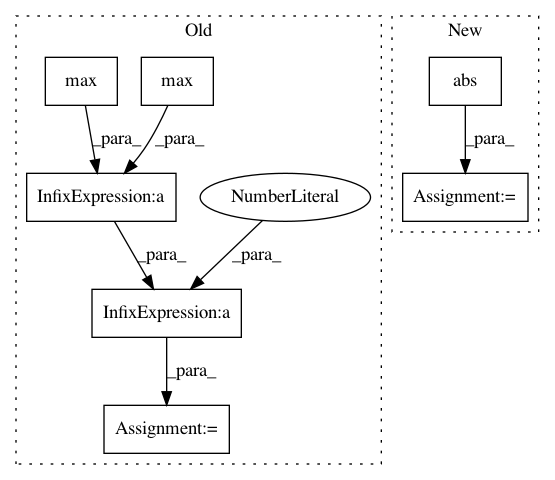 Old
New
max
max
abs
_para_
_para_
_para_
InfixExpression:a
NumberLiteral
Assignment:=
_para_
_para_
InfixExpression:a
_para_
Assignment:=